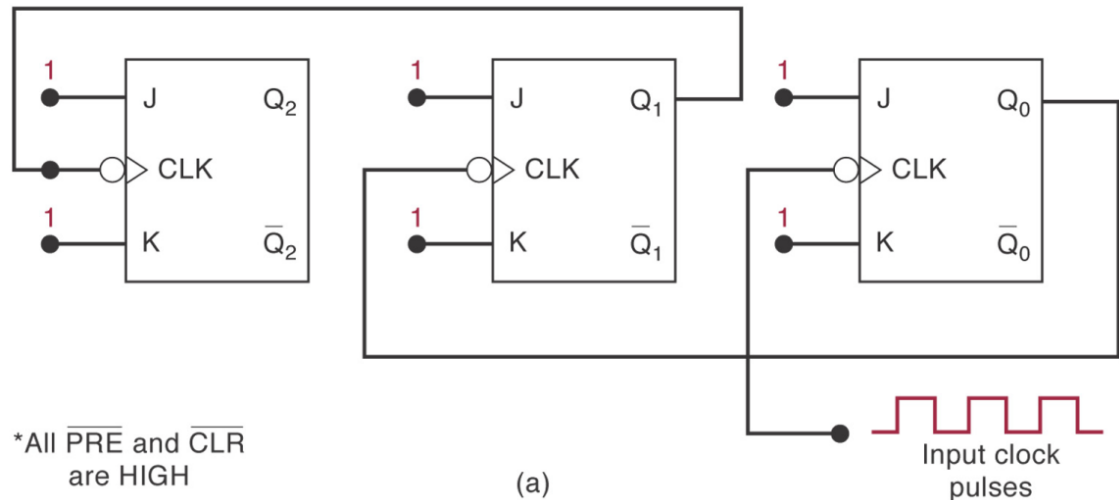 1 1 1
J Q₂ J Q₁ J Q₀
CLK CLK CLK
1 1 1
K Q̅₂ K Q̅₁ K Q̅₀
*All P̅R̅E̅ and C̅L̅R̅
are HIGH
(a)
Input clock
pulses